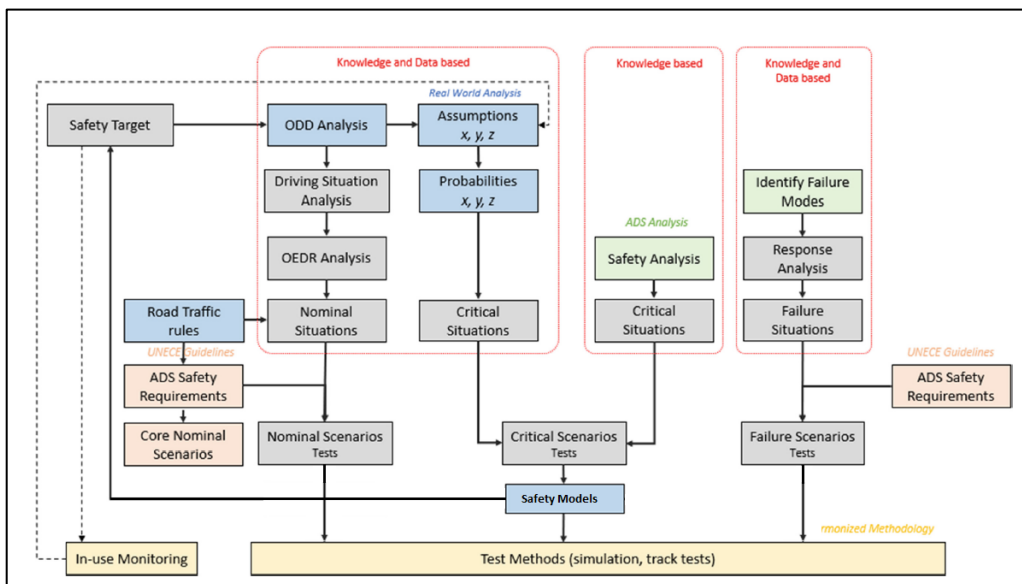 Knowledge and Data based
Knowledge based
Knowledge and
Data based
Real World Analysis
Safety Target
ODD Analysis
Assumptions
x, y, z
Driving Situation
Analysis
Probabilities
x, y, z
Identify Failure
Modes
ADS Analysis
OEDR Analysis
Safety Analysis
Response
Analysis
Road Traffic
rules
Nominal
Situations
Critical
Situations
Critical
Situations
Failure
Situations
UNECE Guidelines
UNECE Guidelines
ADS Safety
Requirements
ADS Safety
Requirements
Core Nominal
Scenarios
Nominal Scenarios
Tests
Critical Scenarios
Tests
Failure Scenarios
Tests
Safety Models
rmonized Methodology
In-use Monitoring
Test Methods (simulation, track tests)